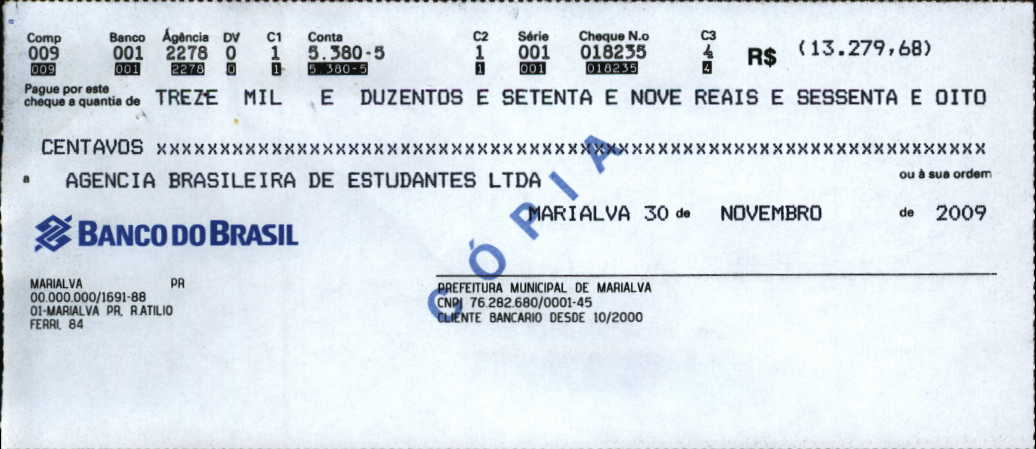 Comp Banco Agência DV C1 Conta C2 Série Cheque N.o C3
009 001 2278 0 1 5.380-5 1 001 018235 4 R$ (13.279,68)
009 001 2278 0 1 5.380-5 1 001 018235 4
Pague por este
cheque a quantia de TREZE MIL E DUZENTOS E SETENTA E NOVE REAIS E SESSENTA E OITO
CENTAVOS xxxxxxxxxxxxxxxxxxxxxxxxxxxxxxxxxxxxxxxxxxxxxxxxxxxxxxxxxxxxxxxxxxxxxxxxxxxxx
a AGENCIA BRASILEIRA DE ESTUDANTES LTDA ou à sua ordem
MARIALVA 30 de NOVEMBRO de 2009
BANCO DO BRASIL
CÓPIA
MARIALVA PR
00.000.000/1691-88
01-MARIALVA PR, R.ATILIO
FERRI, 84
PREFEITURA MUNICIPAL DE MARIALVA
CNPJ 76.282.680/0001-45
CLIENTE BANCARIO DESDE 10/2000